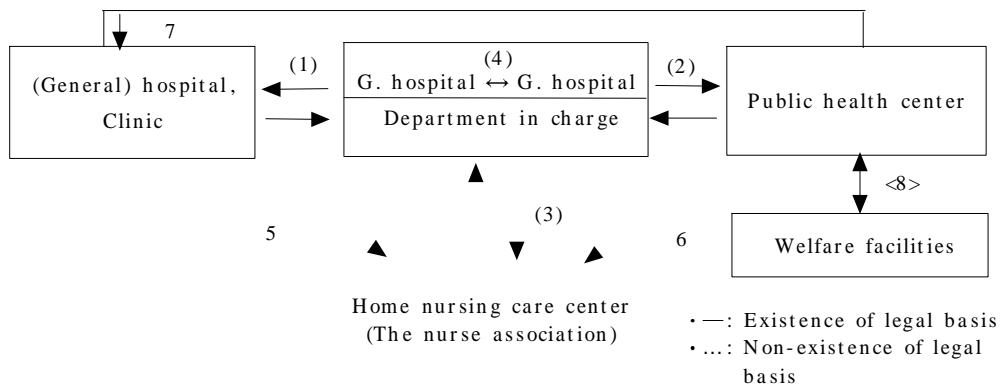 7
(General) hospital,
Clinic
(1)
(4)
G. hospital ↔ G. hospital
Department in charge
(2)
Public health center
<8>
Welfare facilities
5
(3)
6
Home nursing care center
(The nurse association)
· —: Existence of legal basis
· …: Non-existence of legal
basis